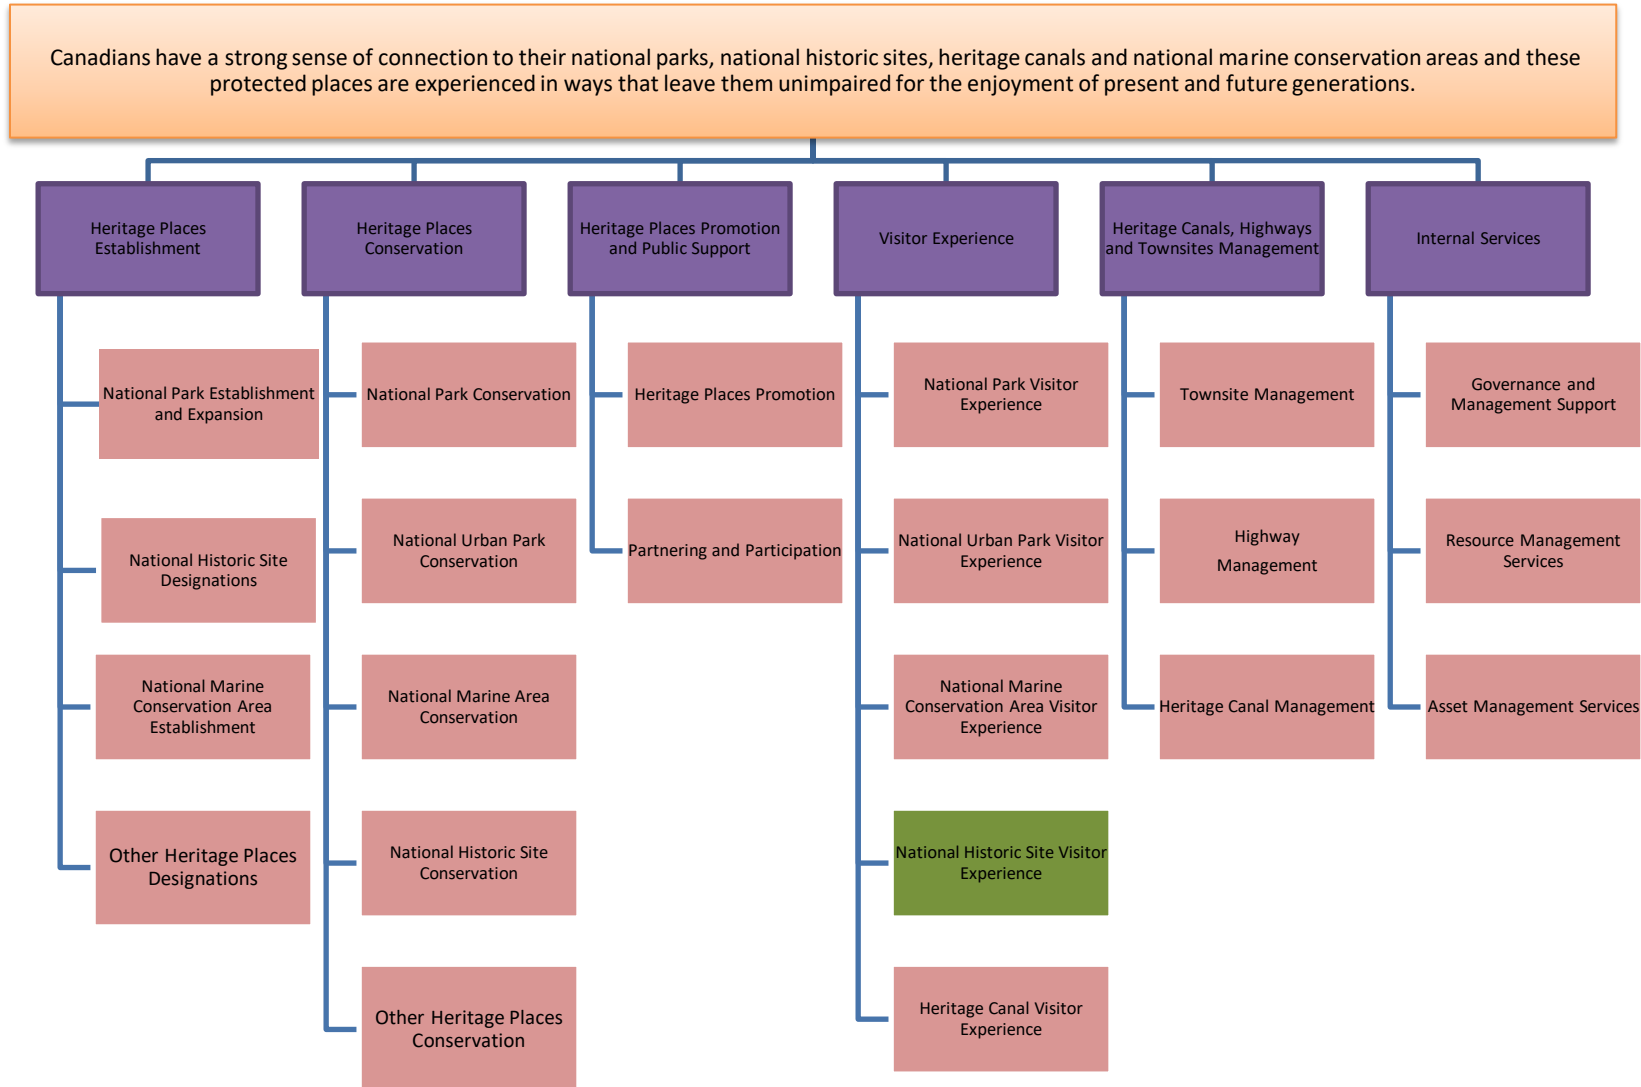 Canadians have a strong sense of connection to their national parks, national historic sites, heritage canals and national marine conservation areas and these
protected places are experienced in ways that leave them unimpaired for the enjoyment of present and future generations.
Heritage Places
Establishment
National Park Establishment
and Expansion
National Historic Site
Designations
National Marine
Conservation Area
Establishment
Other Heritage Places
Designations
Heritage Places
Conservation
National Park Conservation
National Urban Park
Conservation
National Marine Area
Conservation
National Historic Site
Conservation
Other Heritage Places
Conservation
Heritage Places Promotion
and Public Support
Heritage Places Promotion
Partnering and Participation
Visitor Experience
National Park Visitor
Experience
National Urban Park Visitor
Experience
National Marine
Conservation Area Visitor
Experience
National Historic Site Visitor
Experience
Heritage Canal Visitor
Experience
Heritage Canals, Highways
and Townsites Management
Townsite Management
Highway
Management
Heritage Canal Management
Internal Services
Governance and
Management Support
Resource Management
Services
Asset Management Services